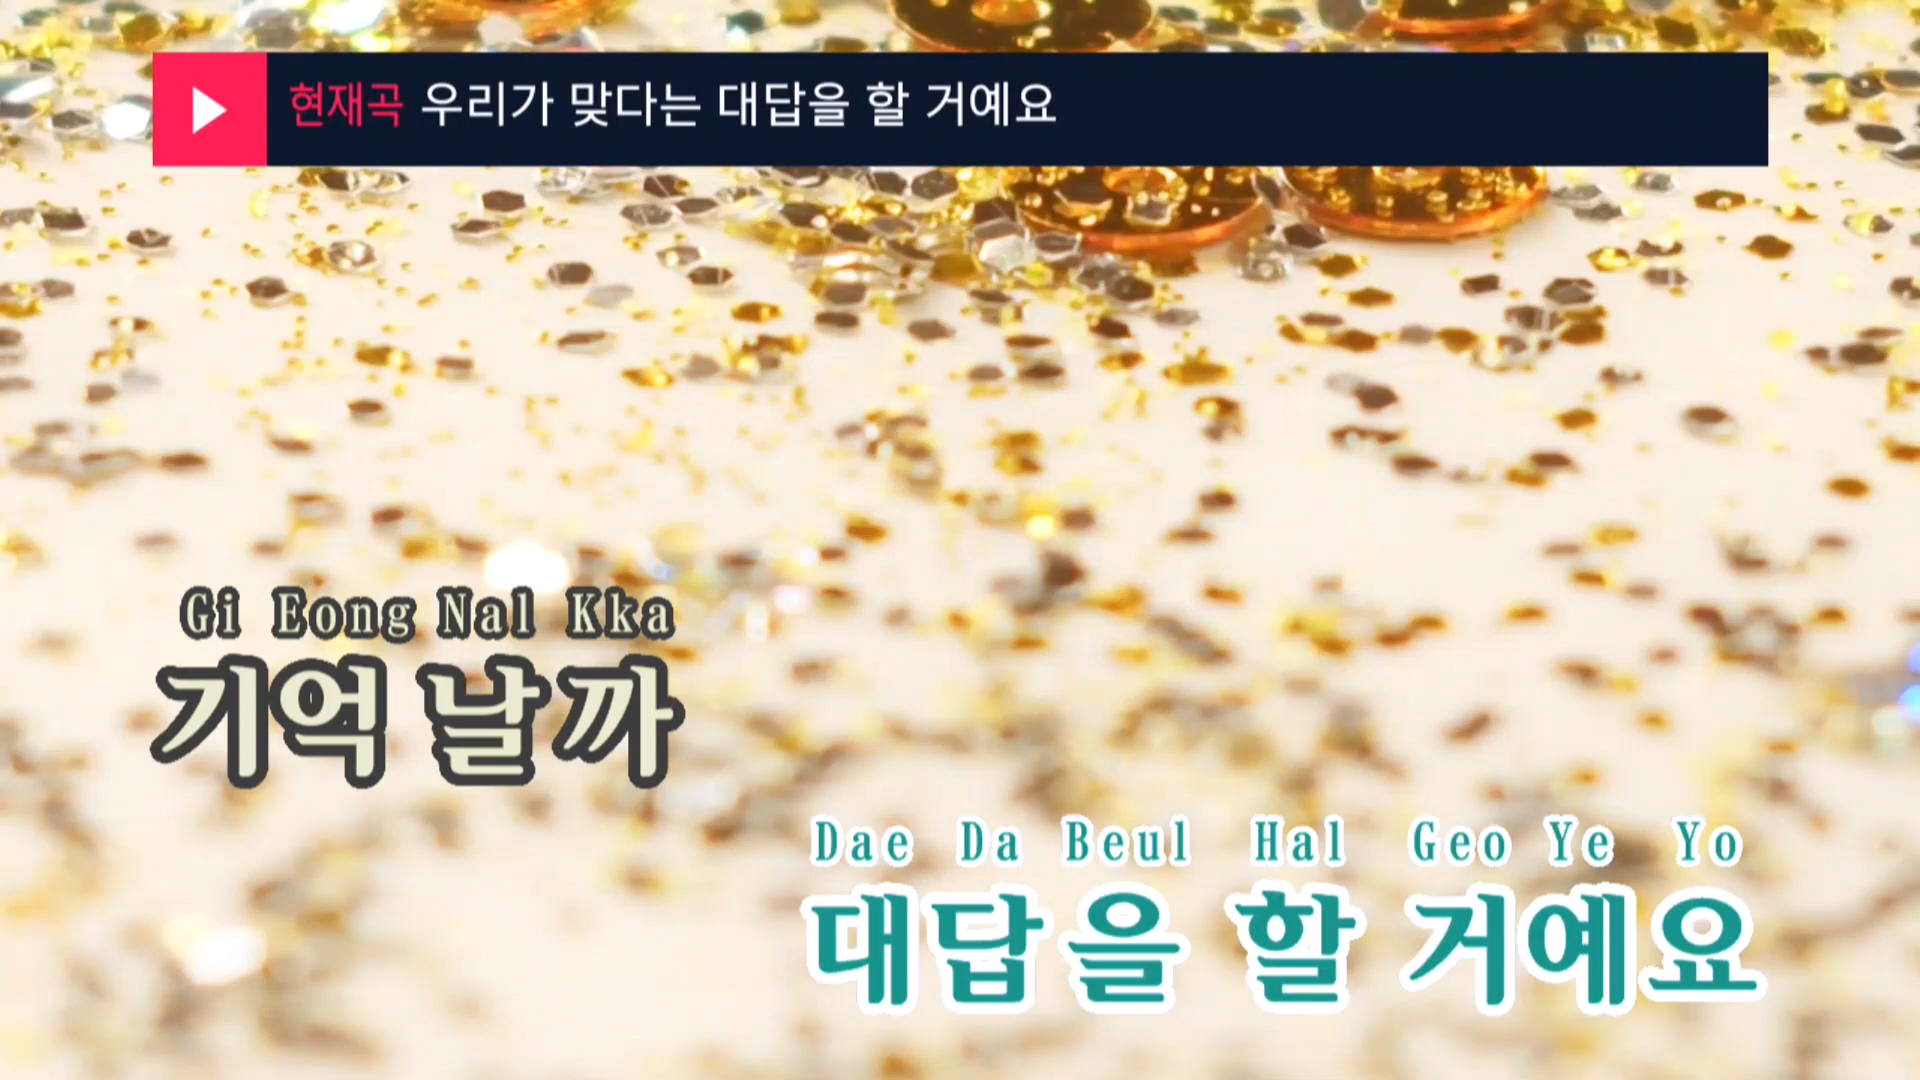 현재곡 우리가 맞다는 대답을 할 거예요
Gi Eong Nal Kka
기억 날까
Dae Da Beul Hal Geo Ye Yo
대답을 할 거예요